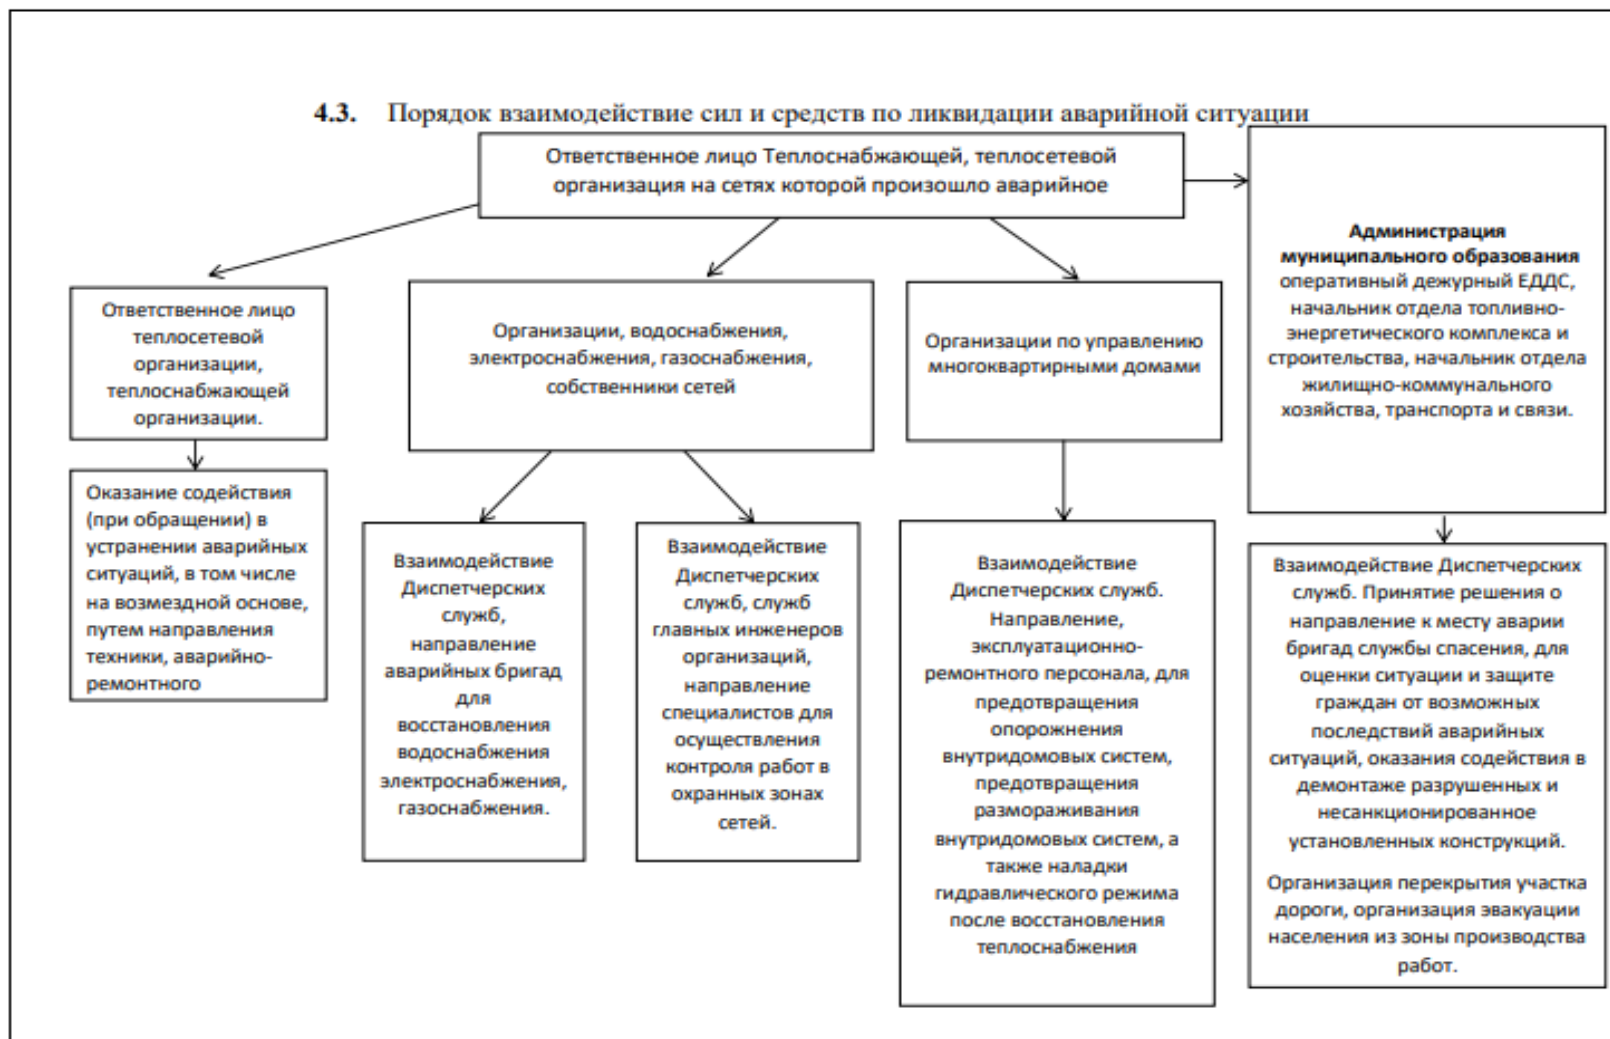 4.3. Порядок взаимодействие сил и средств по ликвидации аварийной ситуации
Ответственное лицо Теплоснабжающей, теплосетевой
организация на сетях которой произошло аварийное
Администрация
муниципального образования
оперативный дежурный ЕДДС,
начальник отдела топливно-
энергетического комплекса и
строительства, начальник отдела
жилищно-коммунального
хозяйства, транспорта и связи.
Ответственное лицо
теплосетевой
организации,
теплоснабжающей
организации.
Организации, водоснабжения,
электроснабжения, газоснабжения,
собственники сетей
Организации по управлению
многоквартирными домами
Оказание содействия
(при обращении) в
устранении аварийных
ситуаций, в том числе
на возмездной основе,
путем направления
техники, аварийно-
ремонтного
Взаимодействие
Диспетчерских
служб,
направление
аварийных бригад
для
восстановления
водоснабжения
электроснабжения,
газоснабжения.
Взаимодействие
Диспетчерских
служб, служб
главных инженеров
организаций,
направление
специалистов для
осуществления
контроля работ в
охранных зонах
сетей.
Взаимодействие
Диспетчерских служб.
Направление,
эксплуатационно-
ремонтного персонала, для
предотвращения
опорожнения
внутридомовых систем,
предотвращения
размораживания
внутридомовых систем, а
также наладки
гидравлического режима
после восстановления
теплоснабжения
Взаимодействие Диспетчерских
служб. Принятие решения о
направление к месту аварии
бригад службы спасения, для
оценки ситуации и защите
граждан от возможных
последствий аварийных
ситуаций, оказания содействия в
демонтаже разрушенных и
несанкционированное
установленных конструкций.
Организация перекрытия участка
дороги, организация эвакуации
населения из зоны производства
работ.